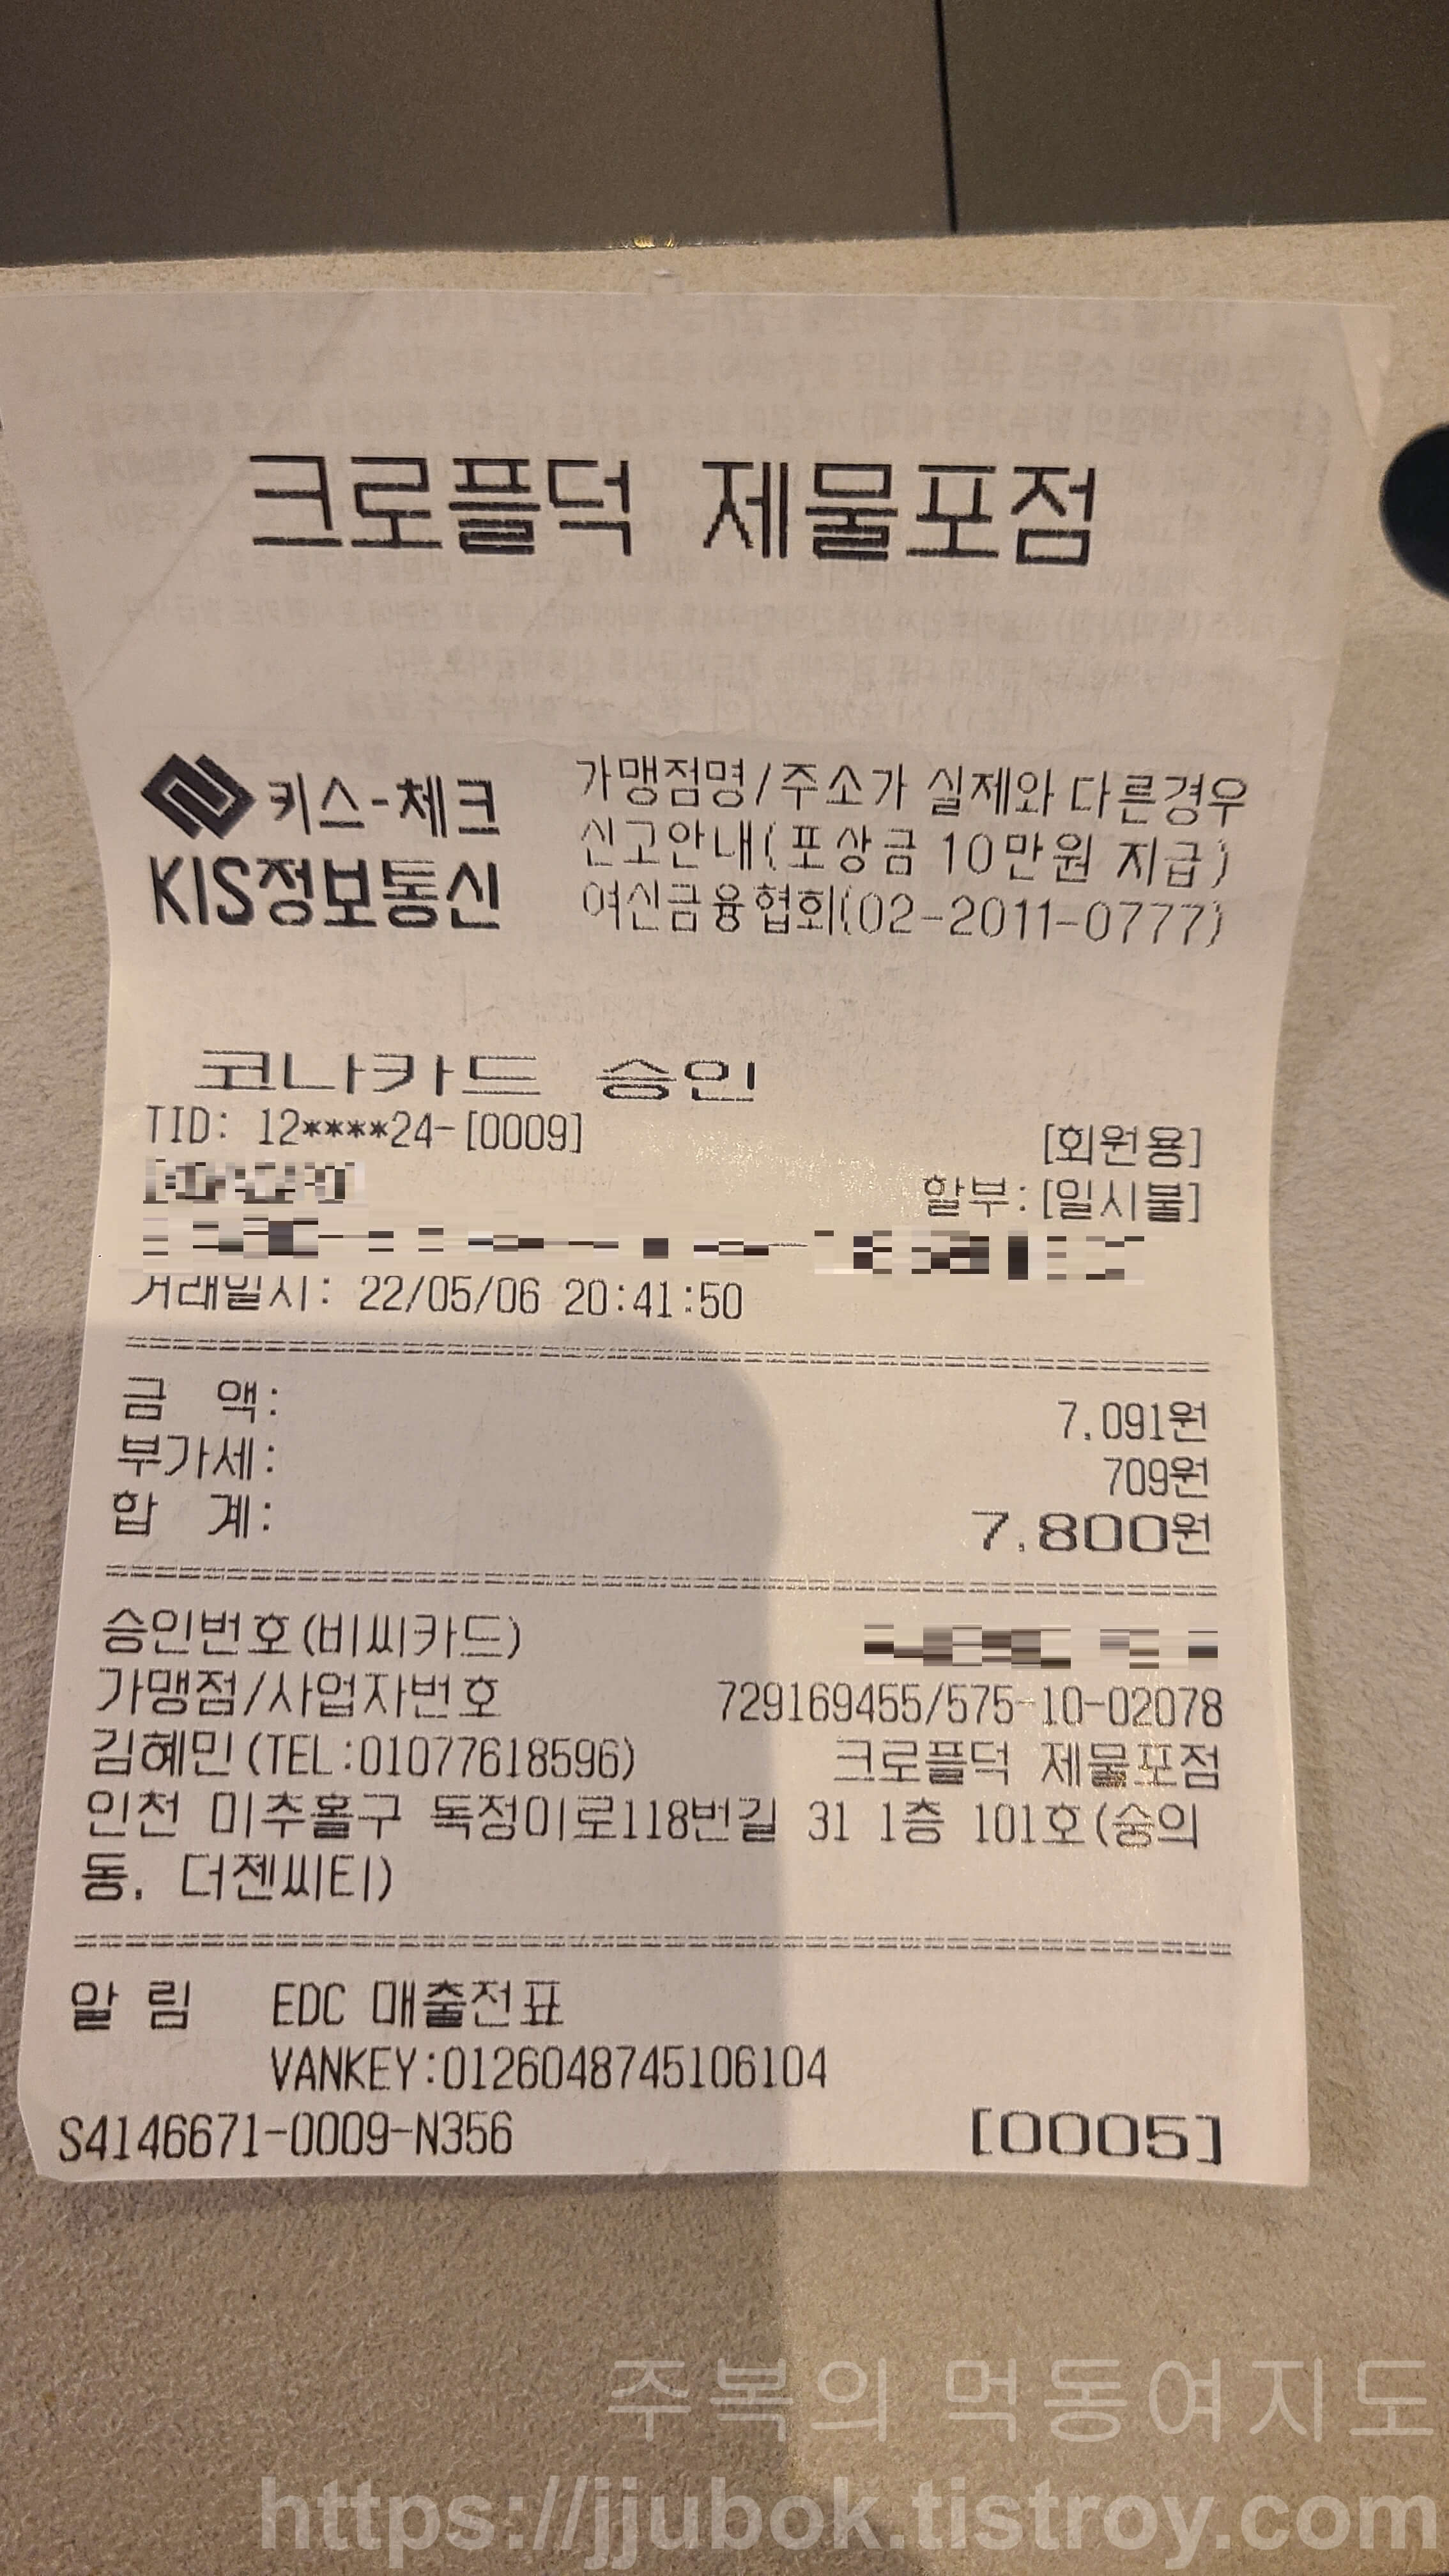 크로플덕 제물포점
키스-체크
KIS정보통신
가맹점명/주소가 실제와 다른경우
신고안내(포상금 10만원 지급)
여신금융협회(02-2011-0777)
코나카드 승인
TID: 12****24-[0009]
[회원용]
할부:[일시불]
거래일시: 22/05/06 20:41:50
금 액: 7,091원
부가세: 709원
합 계: 7,800원
승인번호(비씨카드)
가맹점/사업자번호 729169455/575-10-02078
김혜민(TEL:01077618596) 크로플덕 제물포점
인천 미추홀구 독정이로118번길 31 1층 101호(숭의
동, 더젠씨티)
알 림 EDC 매출전표
VANKEY:0126048745106104
S4146671-0009-N356 [0005]
주복의 먹동여지도
https://jjubok.tistroy.com